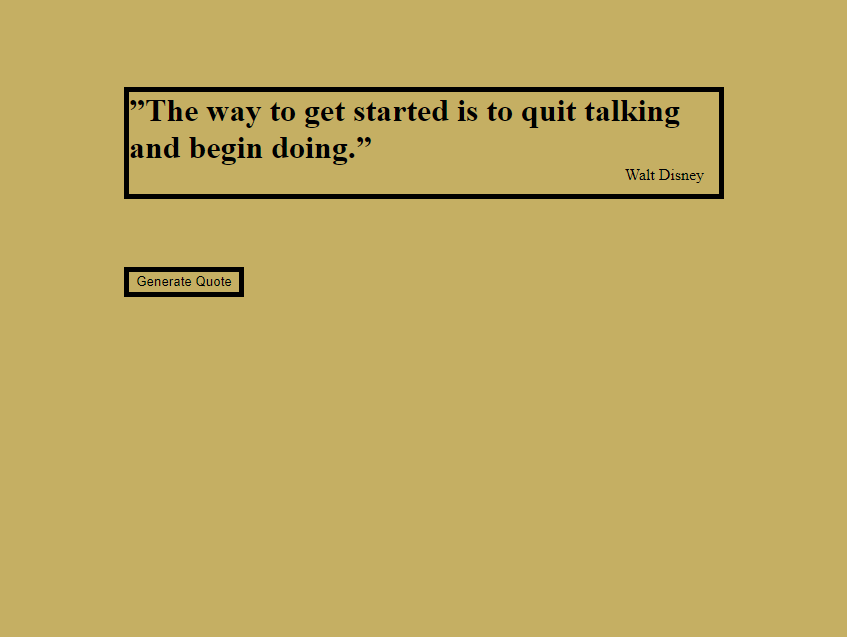 ”The way to get started is to quit talking
and begin doing.”
Walt Disney
Generate Quote